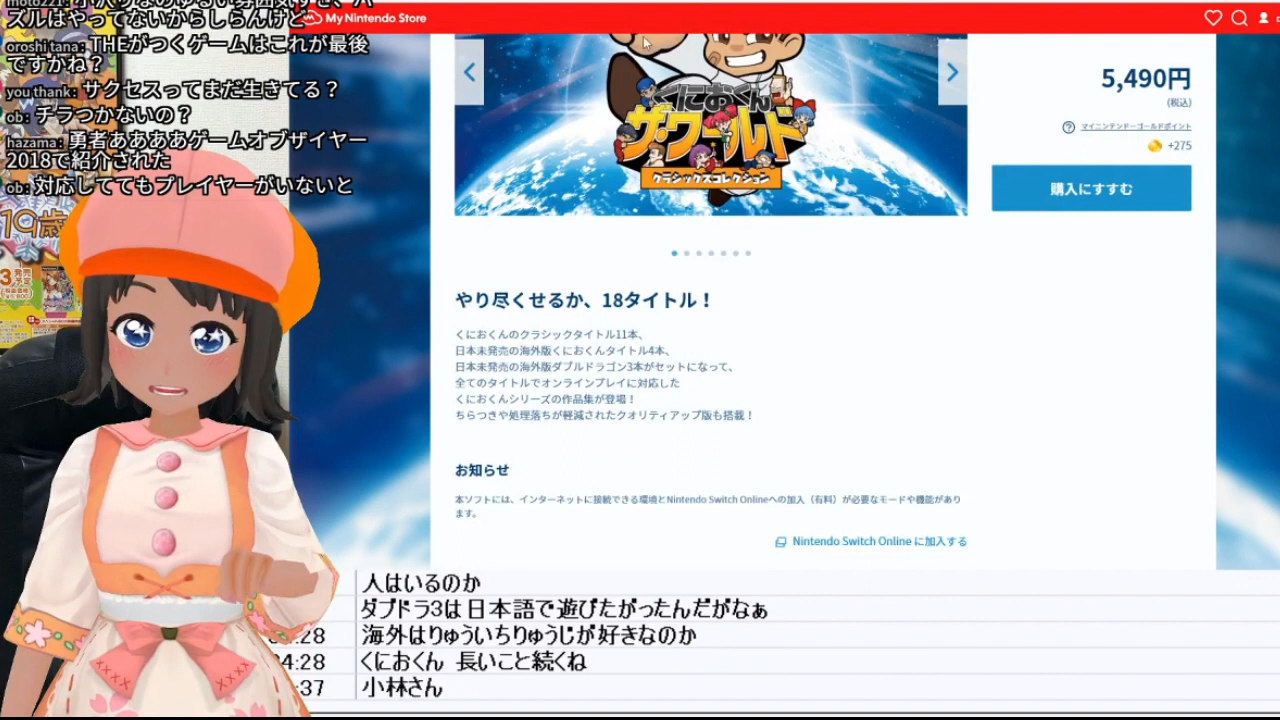 ズルはやってないからしらんけど
oroshi tana: THEがつくゲームはこれが最後
ですかね？
you thank: サクセスってまだ生きてる？
ob: チラつかないの？
hazama: 勇者ああああゲームオブザイヤー
2018で紹介された
ob: 対応しててもプレイヤーがいないと
19歳
My Nintendo Store
くにおくん
ザ・ワールド
クラシックスコレクション
5,490円
(税込)
マイニンテンドーゴールドポイント
+275
購入にすすむ
やり尽くせるか、18タイトル！
くにおくんのクラシックタイトル11本、
日本未発売の海外版くにおくんタイトル4本、
日本未発売の海外版ダブルドラゴン3本がセットになって、
全てのタイトルでオンラインプレイに対応した
くにおくんシリーズの作品集が登場！
ちらつきや処理落ちが軽減されたクオリティアップ版も搭載！
お知らせ
本ソフトには、インターネットに接続できる環境とNintendo Switch Onlineへの加入（有料）が必要なモードや機能があり
ます。
Nintendo Switch Online に加入する
人はいるのか
ダブドラ3は日本語で遊びたがったんだがなぁ
:28 海外はりゅういちりゅうじが好きなのか
4:28 くにおくん 長いこと続くね
:37 小林さん